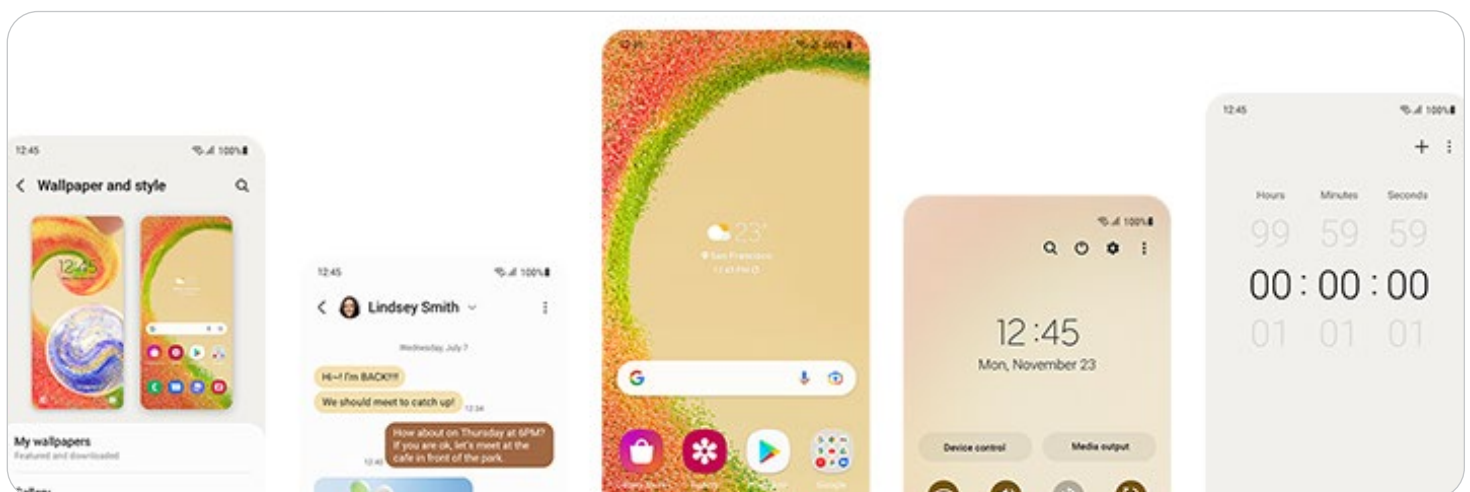 12:45
100%
Wallpaper and style
12:45
My wallpapers
Featured and downloaded
Gallery
12:45
100%
Lindsey Smith
Wednesday, July 7
Hi~! I'm BACK!!!!
We should meet to catch up!
12:34
How about on Thursday at 6PM?
If you are ok, let's meet at the
cafe in front of the park.
12:45
100%
23°
San Francisco
Google
100%
12:45
Mon, November 23
Device control
Media output
12:45
100%
Hours Minutes Seconds
99 59 59
00 : 00 : 00
01 01 01